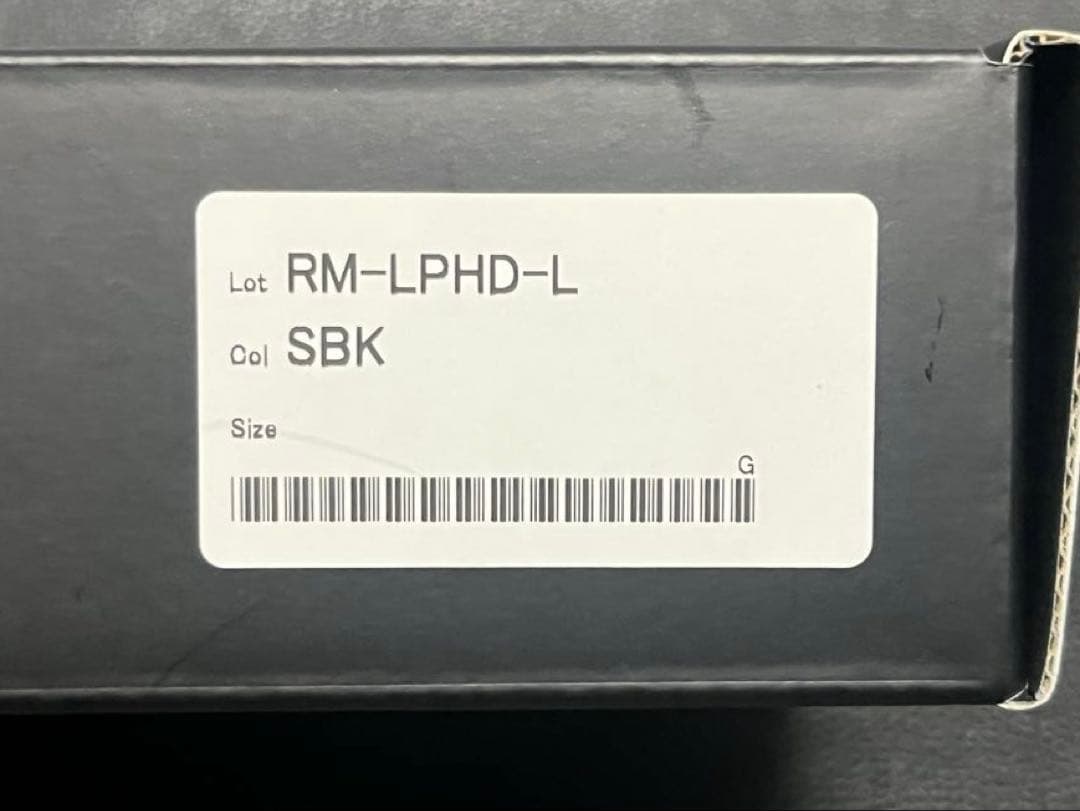 Lot RM-LPHD-L
Col SBK
Size
G